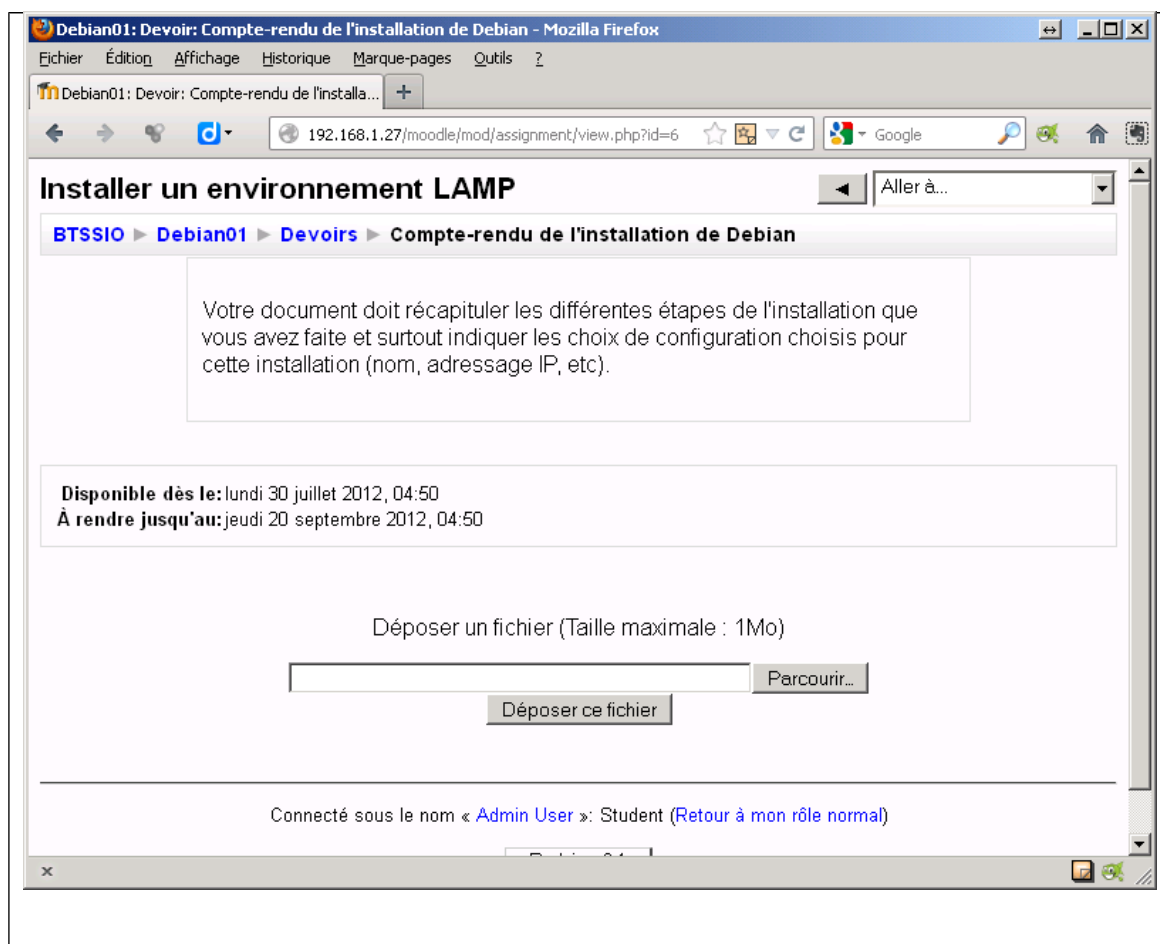 Debian01: Devoir: Compte-rendu de l'installation de Debian - Mozilla Firefox
Fichier Édition Affichage Historique Marque-pages Outils ?
Debian01: Devoir: Compte-rendu de l'installa... +
192.168.1.27/moodle/mod/assignment/view.php?id=6 Google
Installer un environnement LAMP
Aller à...
BTSSIO ► Debian01 ► Devoirs ► Compte-rendu de l'installation de Debian
Votre document doit récapituler les différentes étapes de l'installation que
vous avez faite et surtout indiquer les choix de configuration choisis pour
cette installation (nom, adressage IP, etc).
Disponible dès le: lundi 30 juillet 2012, 04:50
À rendre jusqu'au: jeudi 20 septembre 2012, 04:50
Déposer un fichier (Taille maximale : 1Mo)
Parcourir...
Déposer ce fichier
Connecté sous le nom « Admin User »: Student (Retour à mon rôle normal)